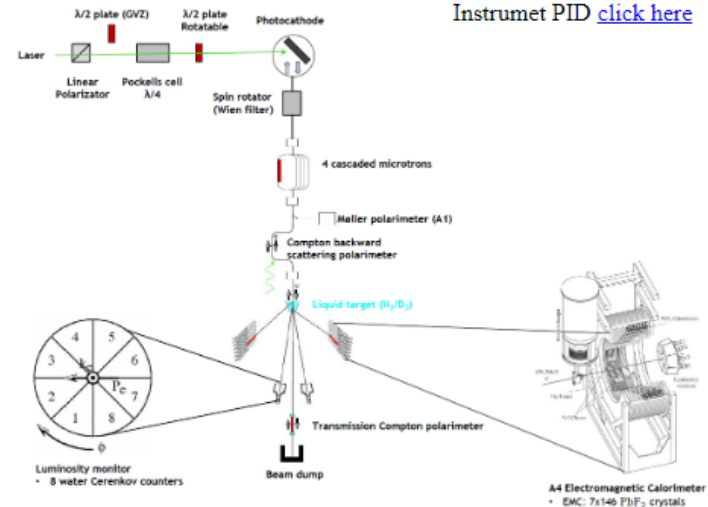 Instrumet PID click here
λ/2 plate (GVZ)
λ/2 plate
Rotatable
Photocathode
Laser
Linear
Polarizator
Pockells cell
λ/4
Spin rotator
(Wien filter)
4 cascaded microtrons
Møller polarimeter (A1)
Compton backward
scattering polarimeter
Liquid target (H₂/D₂)
4 5
3 6
2 7
1 8
Pe
ϕ
Transmission Compton polarimeter
Beam dump
Luminosity monitor
• 8 water Cerenkov counters
A4 Electromagnetic Calorimeter
• EMC: 7x146 PbF₂ crystals